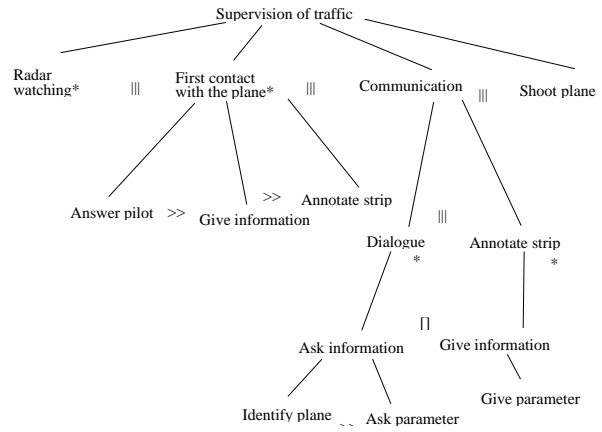 Supervision of traffic
Radar
watching*
|||
First contact
with the plane*
|||
Communication
|||
Shoot plane
Answer pilot
>>
Give information
>>
Annotate strip
Dialogue
*
|||
Annotate strip
*
Ask information
[]
Give information
Identify plane
>>
Ask parameter
Give parameter